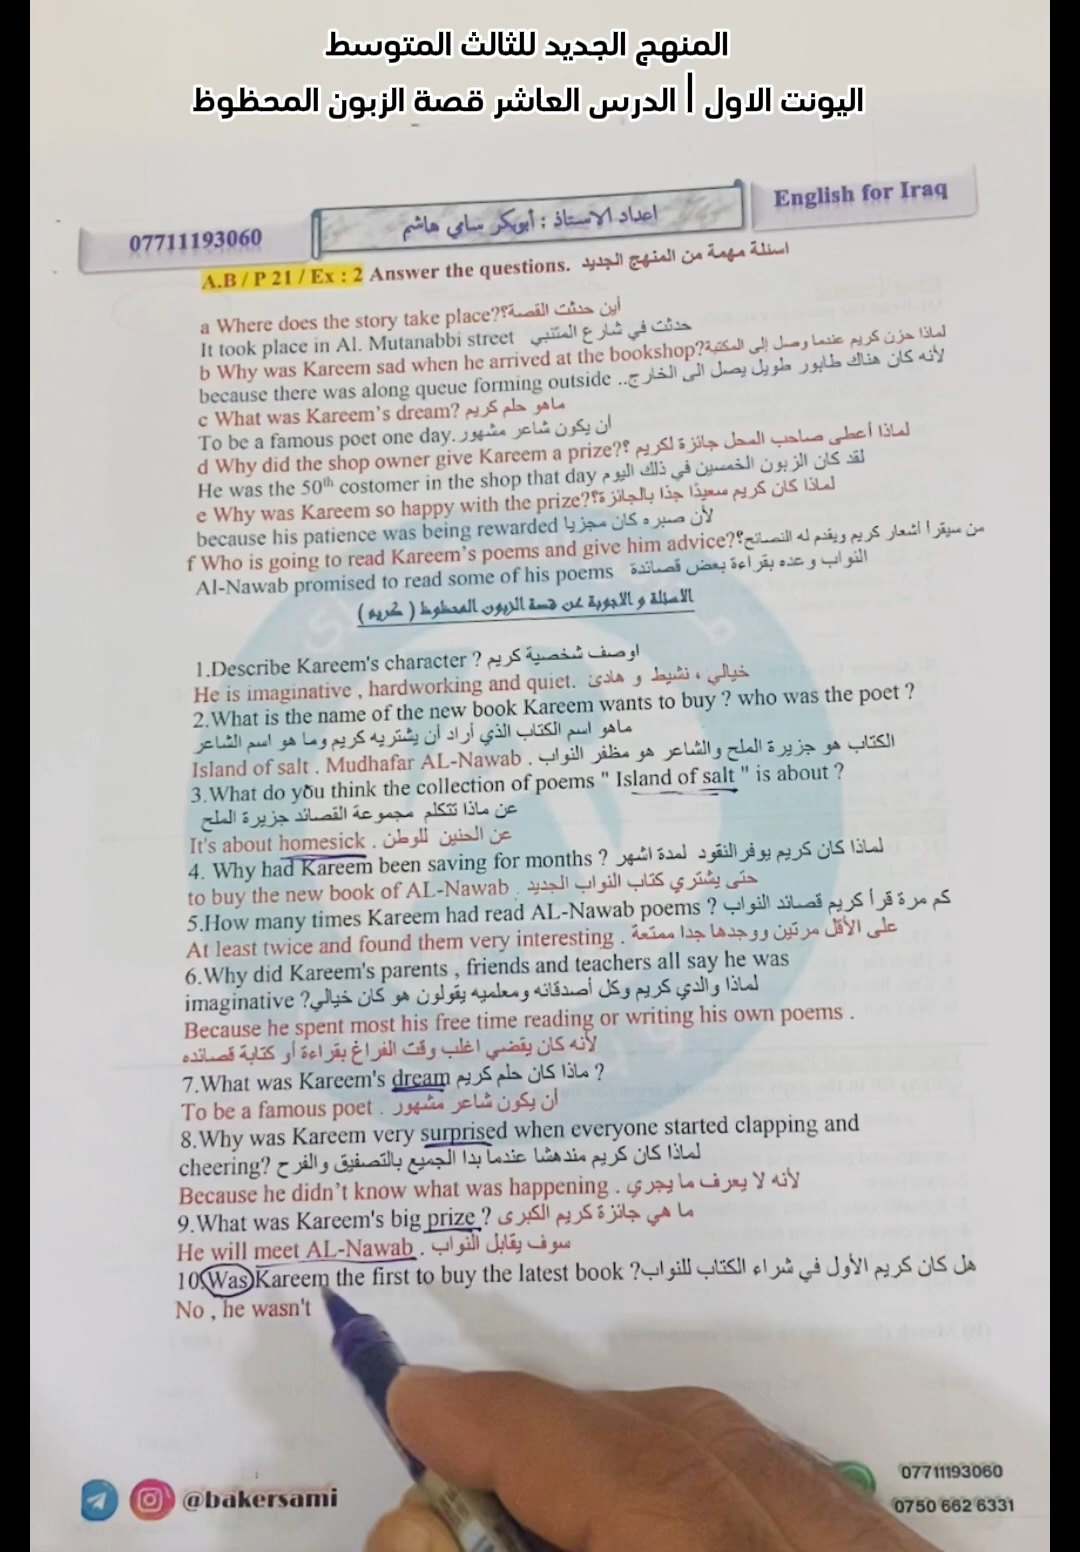 المنهج الجديد للثالث المتوسط
اليونت الاول | الدرس العاشر قصة الزبون المحظوظ
07711193060
اعداد الاستاذ : أبوبكر سامي هاشم
English for Iraq
A.B / P 21 / Ex : 2 Answer the questions. اسئلة مهمة من المنهج الجديد
a Where does the story take place? أين حدثت القصة؟
It took place in Al. Mutanabbi street حدثت في شارع المتنبي
b Why was Kareem sad when he arrived at the bookshop? لماذا حزن كريم عندما وصل إلى المكتبة
because there was along queue forming outside .. لأنه كان هناك طابور طويل يصل الى الخارج
c What was Kareem's dream? ماهو حلم كريم
To be a famous poet one day. أن يكون شاعر مشهور
d Why did the shop owner give Kareem a prize? لماذا أعطى صاحب المحل جائزة لكريم؟
He was the 50th costomer in the shop that day لقد كان الزبون الخمسين في ذلك اليوم
e Why was Kareem so happy with the prize? لماذا كان كريم سعيدًا جدًا بالجائزة؟
because his patience was being rewarded لأن صبره كان مجزيا
f Who is going to read Kareem's poems and give him advice? من سيقرأ أشعار كريم ويقدم له النصائح؟
Al-Nawab promised to read some of his poems النواب وعده بقراءة بعض قصائدة
الأسئلة و الاجوبة عن قصة الزبون المحظوظ ( كريم )
1.Describe Kareem's character ? اوصف شخصية كريم
He is imaginative , hardworking and quiet. خيالي ، نشيط و هادئ
2.What is the name of the new book Kareem wants to buy ? who was the poet ?
ماهو اسم الكتاب الذي أراد أن يشتريه كريم وما هو اسم الشاعر
Island of salt . Mudhafar AL-Nawab . الكتاب هو جزيرة الملح والشاعر هو مظفر النواب
3.What do you think the collection of poems " Island of salt " is about ?
عن ماذا تتكلم مجموعة القصائد جزيرة الملح
It's about homesick . عن الحنين للوطن
4. Why had Kareem been saving for months ? لماذا كان كريم يوفر النقود لمدة اشهر
to buy the new book of AL-Nawab . حتى يشتري كتاب النواب الجديد
5.How many times Kareem had read AL-Nawab poems ? كم مرة قرأ كريم قصائد النواب
At least twice and found them very interesting . على الأقل مرتين ووجدها جدا ممتعة
6.Why did Kareem's parents , friends and teachers all say he was
imaginative ? لماذا والدي كريم وكل أصدقائه ومعلميه يقولون هو كان خيالي
Because he spent most his free time reading or writing his own poems .
لأنه كان يقضي اغلب وقت الفراغ بقراءة أو كتابة قصائده
7.What was Kareem's dream ماذا كان حلم كريم ?
To be a famous poet . أن يكون شاعر مشهور
8.Why was Kareem very surprised when everyone started clapping and
cheering? لماذا كان كريم مندهشا عندما بدا الجميع بالتصفيق والفرح
Because he didn't know what was happening . لأنه لا يعرف ما يجري
9.What was Kareem's big prize ? ما هي جائزة كريم الكبرى
He will meet AL-Nawab . سوف يقابل النواب
10.Was Kareem the first to buy the latest book ? هل كان كريم الأول في شراء الكتاب للنواب
No , he wasn't
@bakersami
07711193060
0750 662 6331